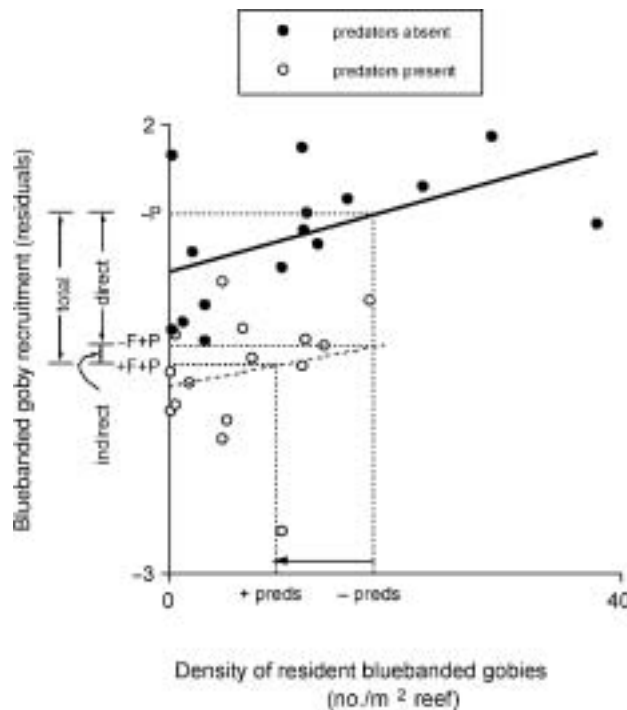 predators absent
predators present
Bluebanded goby recruitment (residuals)
total
direct
indirect
2
–P
–F+P
+F+P
–3
0
+ preds
– preds
40
Density of resident bluebanded gobies
(no./m ² reef)